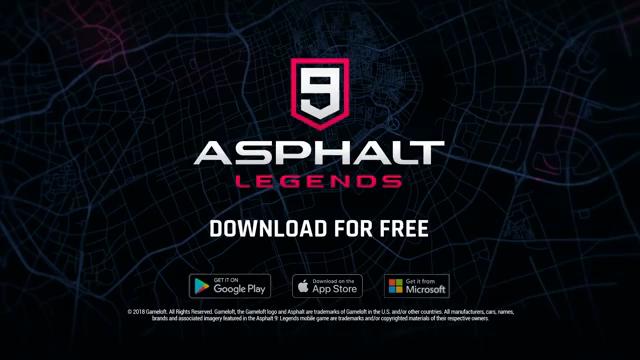 9
ASPHALT
LEGENDS
DOWNLOAD FOR FREE
GET IT ON
Google Play
Download on the
App Store
Get it from
Microsoft
© 2018 Gameloft. All Rights Reserved. Gameloft, the Gameloft logo and Asphalt are trademarks of Gameloft in the U.S. and/or other countries. All manufacturers, cars, names,
brands and associated imagery featured in the Asphalt 9: Legends mobile game are trademarks and/or copyrighted materials of their respective owners.